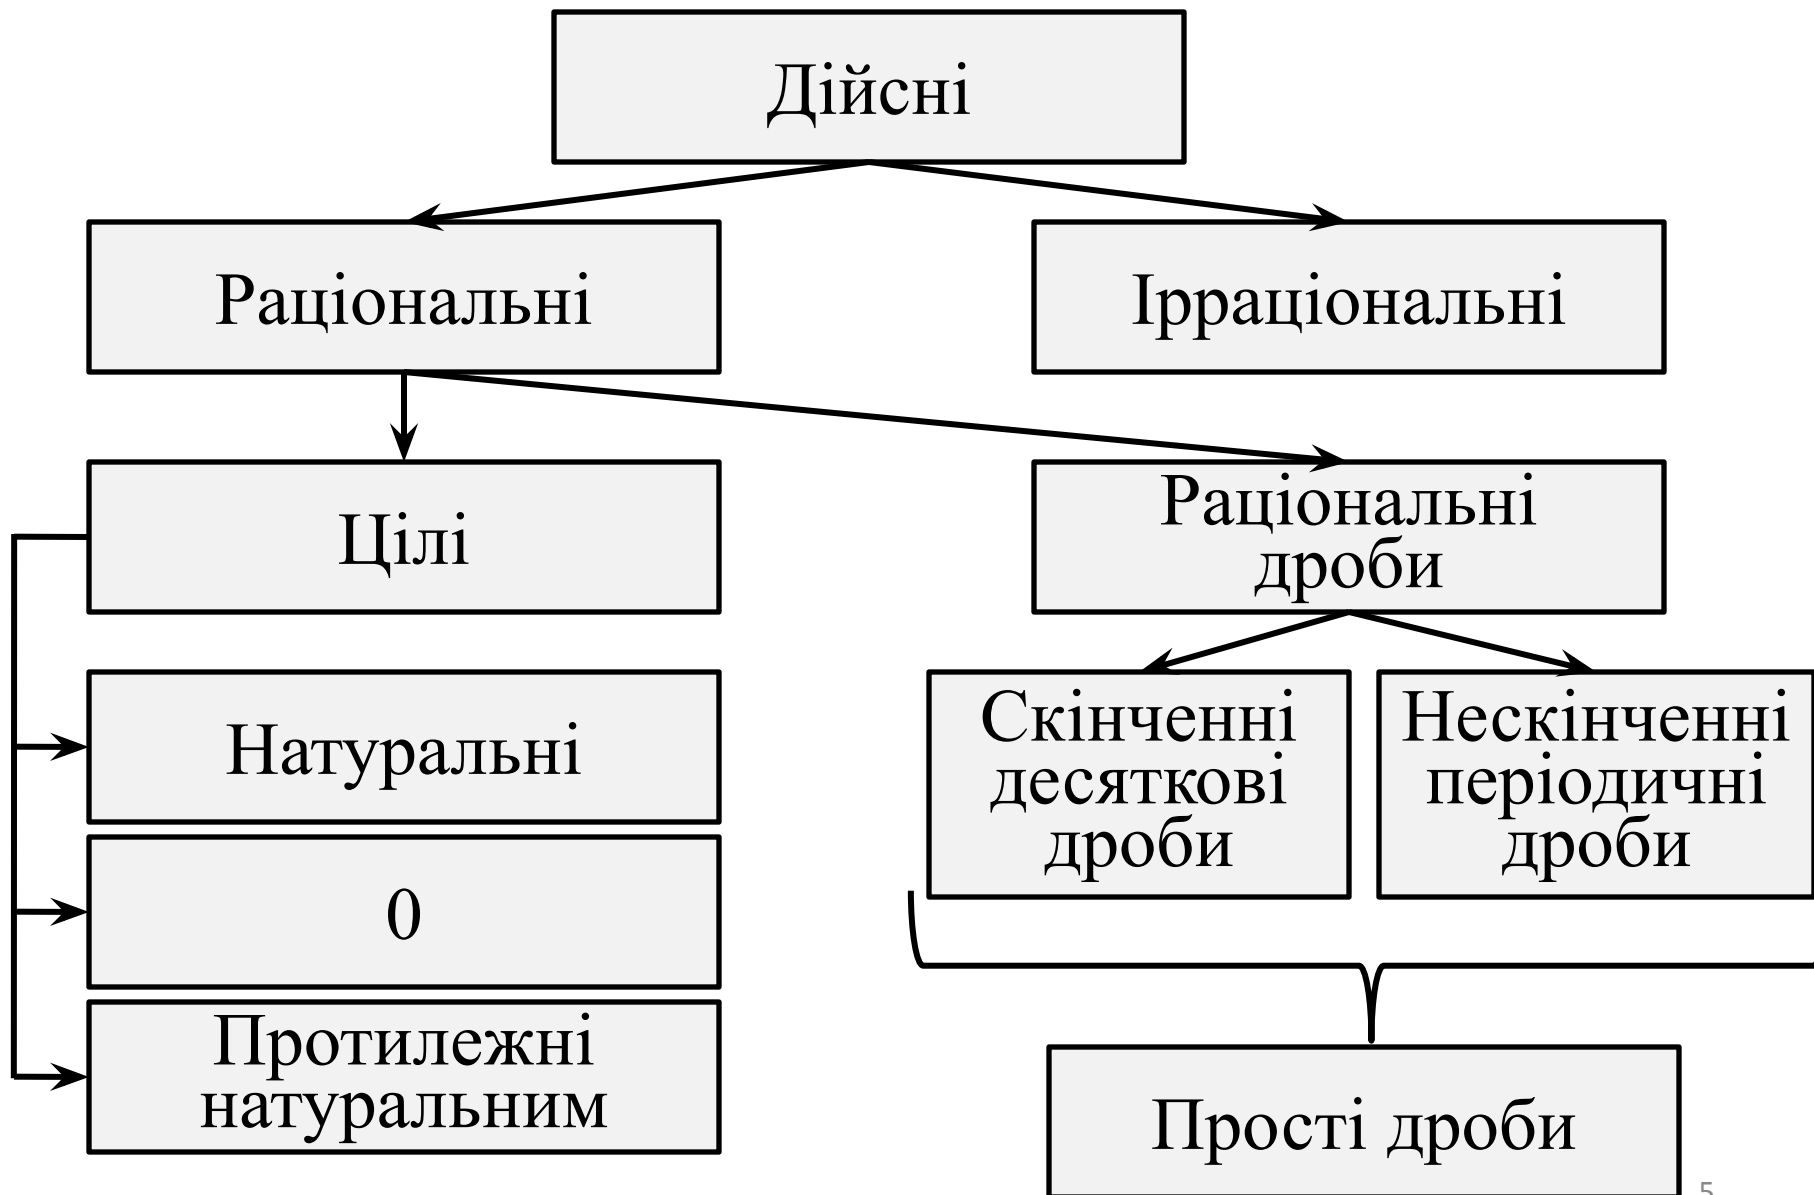 Дійсні
Раціональні
Ірраціональні
Цілі
Раціональні
дроби
Натуральні
0
Протилежні
натуральним
Скінченні
десяткові
дроби
Нескінченні
періодичні
дроби
Прості дроби
5